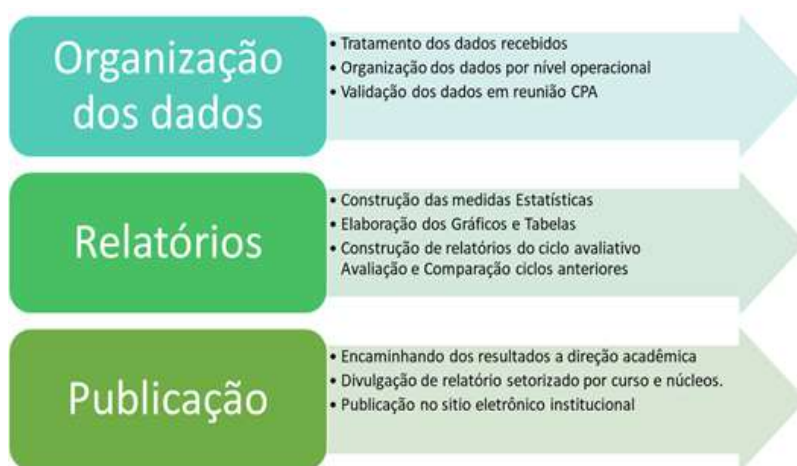 Organização
dos dados
• Tratamento dos dados recebidos
• Organização dos dados por nível operacional
• Validação dos dados em reunião CPA
Relatórios
• Construção das medidas Estatísticas
• Elaboração dos Gráficos e Tabelas
• Construção de relatórios do ciclo avaliativo
Avaliação e Comparação ciclos anteriores
Publicação
• Encaminhando dos resultados a direção acadêmica
• Divulgação de relatório setorizado por curso e núcleos.
• Publicação no sitio eletrônico institucional